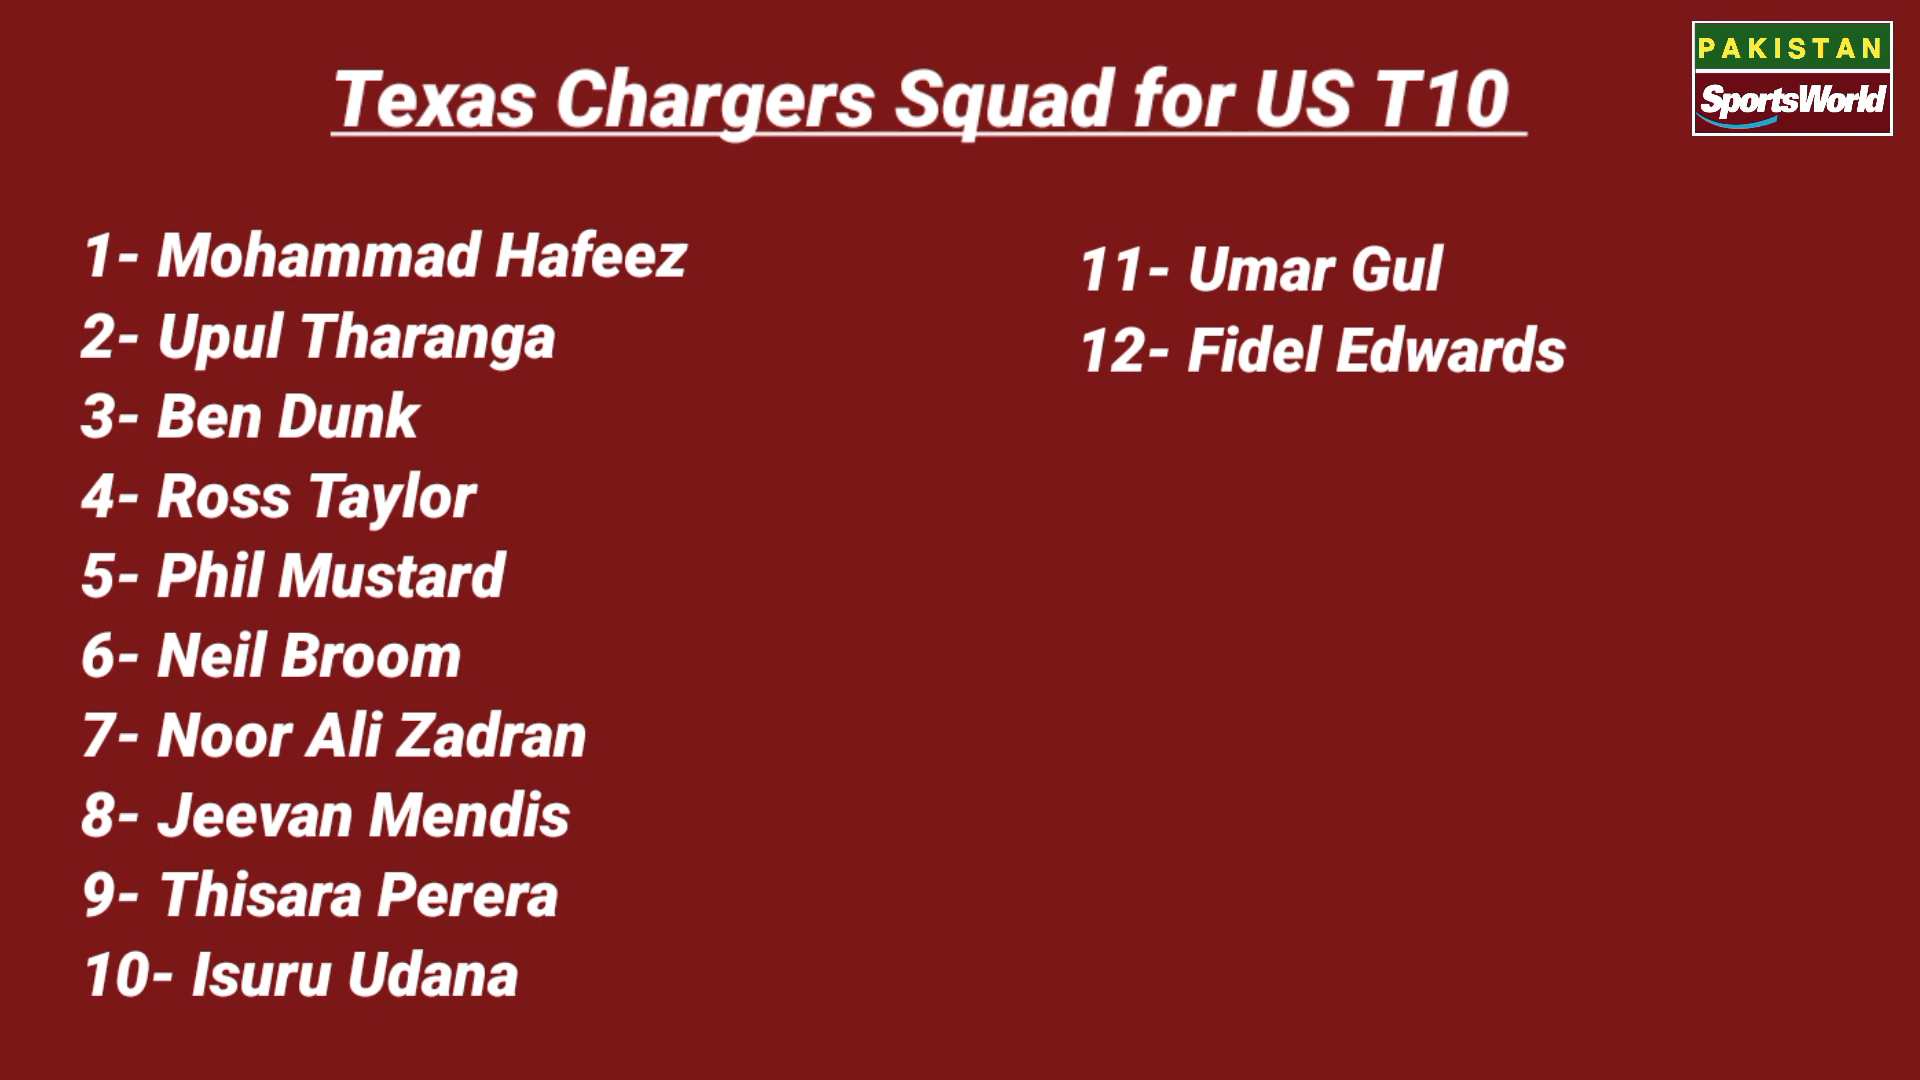 Texas Chargers Squad for US T10
PAKISTAN
SportsWorld
1- Mohammad Hafeez
2- Upul Tharanga
3- Ben Dunk
4- Ross Taylor
5- Phil Mustard
6- Neil Broom
7- Noor Ali Zadran
8- Jeevan Mendis
9- Thisara Perera
10- Isuru Udana
11- Umar Gul
12- Fidel Edwards